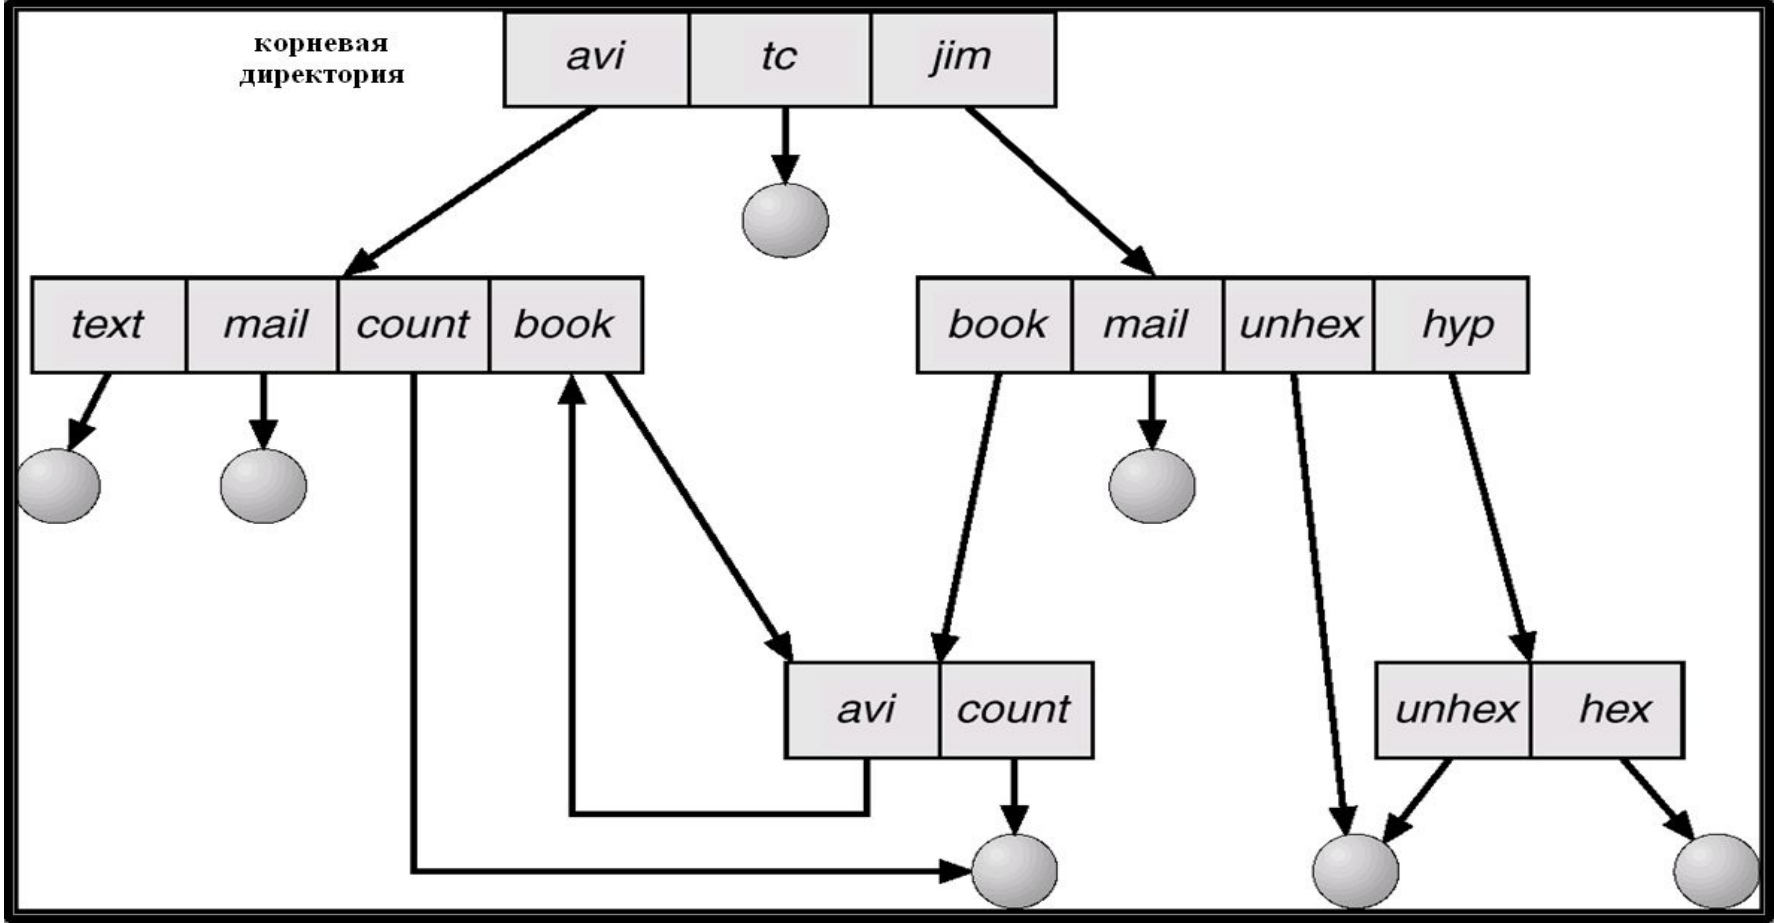 корневая
директория
avi tc jim
text mail count book
book mail unhex hyp
avi count
unhex hex